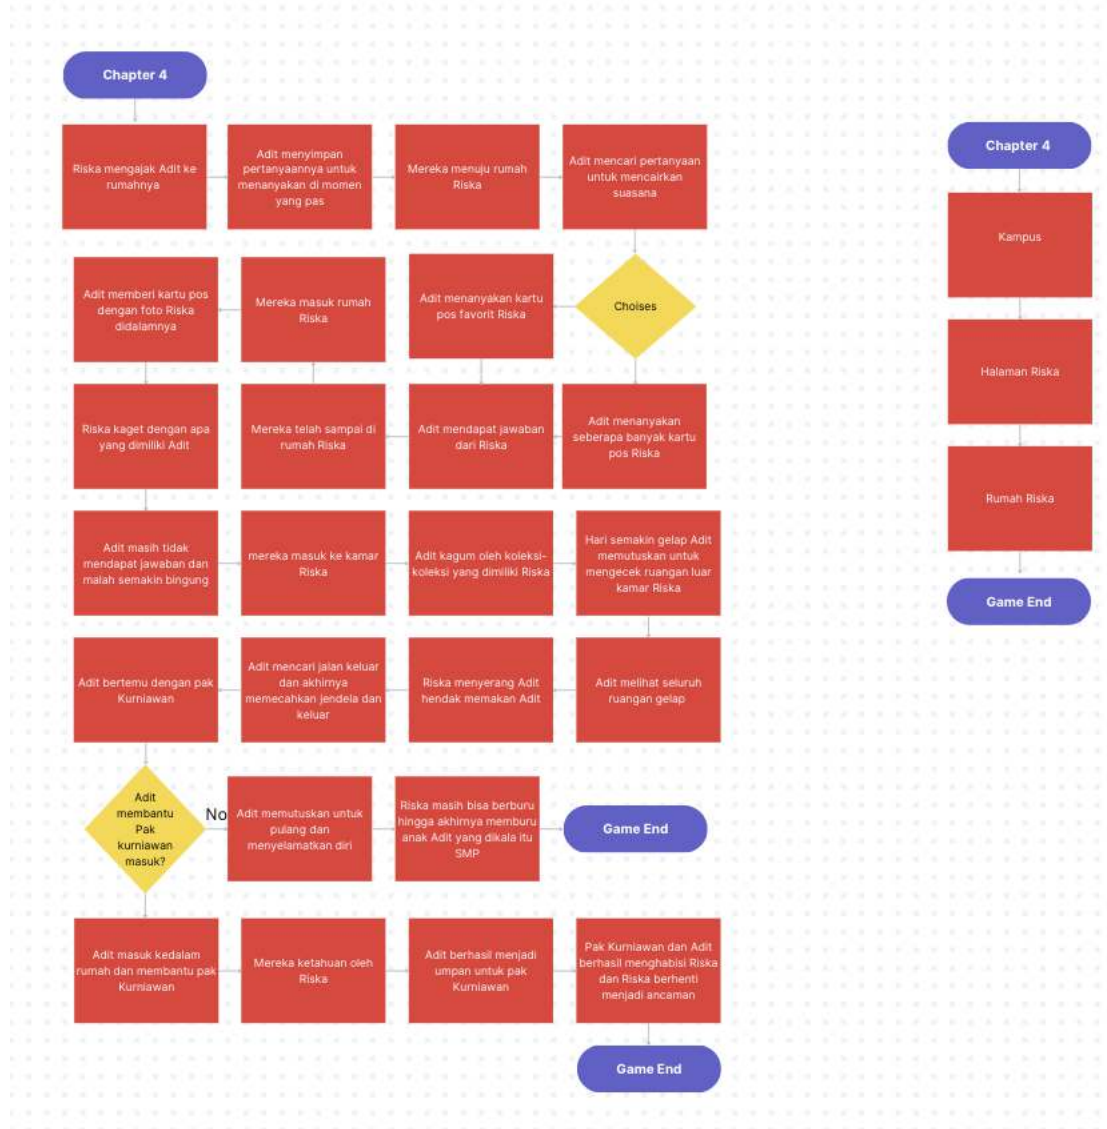 Chapter 4
Riska mengajak Adit ke
rumahnya
Adit menyimpan
pertanyaannya untuk
menanyakan di momen
yang pas
Mereka menuju rumah
Riska
Adit mencari pertanyaan
untuk mencairkan
suasana
Choises
Adit menanyakan kartu
pos favorit Riska
Mereka masuk rumah
Riska
Adit memberi kartu pos
dengan foto Riska
didalamnya
Riska kaget dengan apa
yang dimiliki Adit
Mereka telah sampai di
rumah Riska
Adit mendapat jawaban
dari Riska
Adit menanyakan
seberapa banyak kartu
pos Riska
Adit masih tidak
mendapat jawaban dan
malah semakin bingung
mereka masuk ke kamar
Riska
Adit kagum oleh koleksi-
koleksi yang dimiliki Riska
Hari semakin gelap Adit
memutuskan untuk
mengecek ruangan luar
kamar Riska
Adit melihat seluruh
ruangan gelap
Riska menyerang Adit
hendak memakan Adit
Adit mencari jalan keluar
dan akhirnya
memecahkan jendela dan
keluar
Adit bertemu dengan pak
Kurniawan
Adit
membantu
Pak
kurniawan
masuk?
No
Adit memutuskan untuk
pulang dan
menyelamatkan diri
Riska masih bisa berburu
hingga akhirnya memburu
anak Adit yang dikala itu
SMP
Game End
Adit masuk kedalam
rumah dan membantu pak
Kurniawan
Mereka ketahuan oleh
Riska
Adit berhasil menjadi
umpan untuk pak
Kurniawan
Pak Kurniawan dan Adit
berhasil menghabisi Riska
dan Riska berhenti
menjadi ancaman
Game End
Chapter 4
Kampus
Halaman Riska
Rumah Riska
Game End